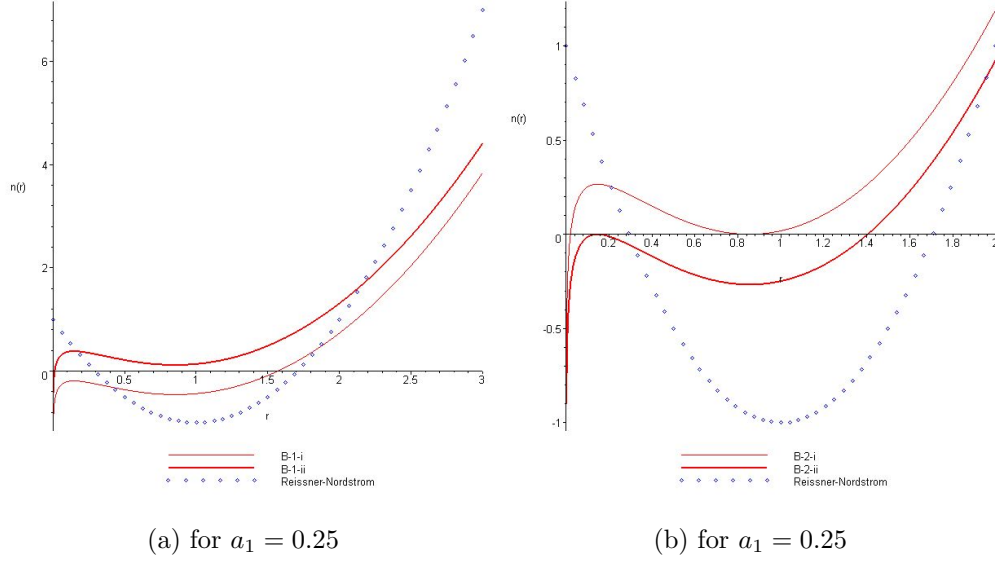 6
4
n(r)
2
0
0.5
1
1.5
2
2.5
3
r
B-1-i
B-1-ii
Reissner-Nordstrom
(a) for a₁ = 0.25
1
n(r)
0.5
0
0.2
0.4
0.6
0.8
1
1.2
1.4
1.6
1.8
2
r
-0.5
-1
B-2-i
B-2-ii
Reissner-Nordstrom
(b) for a₁ = 0.25